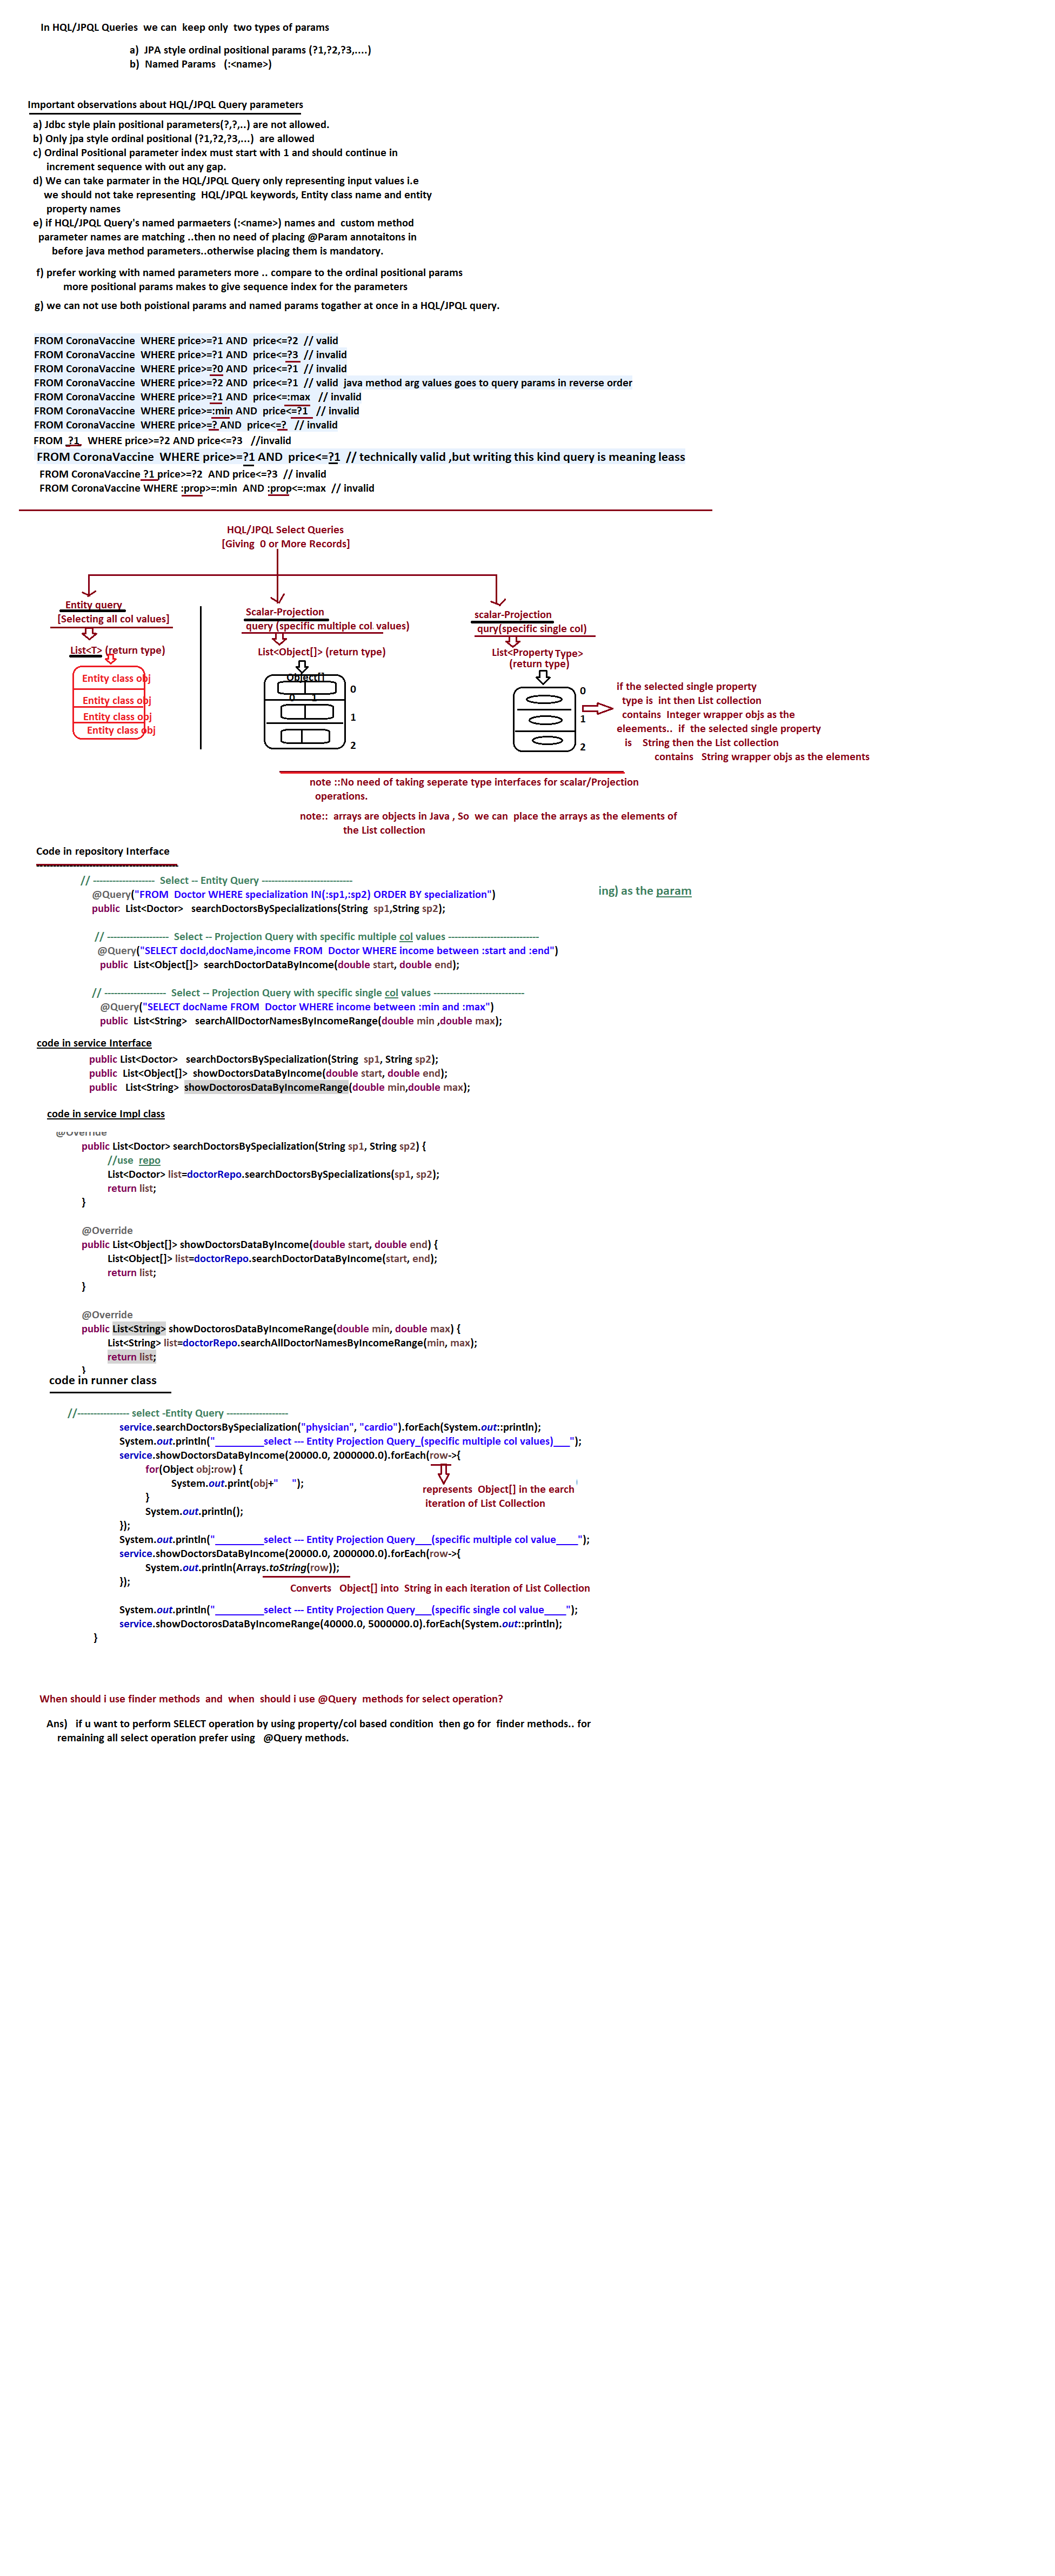 In HQL/JPQL Queries we can keep only two types of params
a) JPA style ordinal positional params (?1,?2,?3,....)
b) Named Params (:<name>)
Important observations about HQL/JPQL Query parameters
a) Jdbc style plain positional parameters(?,?,..) are not allowed.
b) Only jpa style ordinal positional (?1,?2,?3,...) are allowed
c) Ordinal Positional parameter index must start with 1 and should continue in
increment sequence with out any gap.
d) We can take parmater in the HQL/JPQL Query only representing input values i.e
we should not take representing HQL/JPQL keywords, Entity class name and entity
property names
e) if HQL/JPQL Query's named parmaeters (:<name>) names and custom method
parameter names are matching ..then no need of placing @Param annotaitons in
before java method parameters..otherwise placing them is mandatory.
f) prefer working with named parameters more .. compare to the ordinal positional params
more positional params makes to give sequence index for the parameters
g) we can not use both poistional params and named params togather at once in a HQL/JPQL query.
FROM CoronaVaccine WHERE price>=?1 AND price<=?2 // valid
FROM CoronaVaccine WHERE price>=?1 AND price<=?3 // invalid
FROM CoronaVaccine WHERE price>=?0 AND price<=?1 // invalid
FROM CoronaVaccine WHERE price>=?2 AND price<=?1 // valid java method arg values goes to query params in reverse order
FROM CoronaVaccine WHERE price>=?1 AND price<=:max // invalid
FROM CoronaVaccine WHERE price>=:min AND price<=?1 // invalid
FROM CoronaVaccine WHERE price>=? AND price<=? // invalid
FROM ?1 WHERE price>=?2 AND price<=?3 //invalid
FROM CoronaVaccine WHERE price>=?1 AND price<=?1 // technically valid ,but writing this kind query is meaning leass
FROM CoronaVaccine ?1 price>=?2 AND price<=?3 // invalid
FROM CoronaVaccine WHERE :prop>=:min AND :prop<=:max // invalid
HQL/JPQL Select Queries
[Giving 0 or More Records]
Entity query
[Selecting all col values]
List<T> (return type)
Entity class obj
Entity class obj
Entity class obj
Entity class obj
Scalar-Projection
query (specific multiple col values)
List<Object[]> (return type)
Object[]
0 1
0
1
2
scalar-Projection
qury(specific single col)
List<Property Type>
(return type)
0
1
2
if the selected single property
type is int then List collection
contains Integer wrapper objs as the
eleements.. if the selected single property
is String then the List collection
contains String wrapper objs as the elements
note ::No need of taking seperate type interfaces for scalar/Projection
operations.
note:: arrays are objects in Java , So we can place the arrays as the elements of
the List collection
Code in repository Interface
// ------------------- Select -- Entity Query ----------------------------
@Query("FROM Doctor WHERE specialization IN(:sp1,:sp2) ORDER BY specialization")
ing) as the param
public List<Doctor> searchDoctorsBySpecializations(String sp1,String sp2);
// ------------------- Select -- Projection Query with specific multiple col values ----------------------------
@Query("SELECT docId,docName,income FROM Doctor WHERE income between :start and :end")
public List<Object[]> searchDoctorDataByIncome(double start, double end);
// ------------------- Select -- Projection Query with specific single col values ----------------------------
@Query("SELECT docName FROM Doctor WHERE income between :min and :max")
public List<String> searchAllDoctorNamesByIncomeRange(double min ,double max);
code in service Interface
public List<Doctor> searchDoctorsBySpecialization(String sp1, String sp2);
public List<Object[]> showDoctorsDataByIncome(double start, double end);
public List<String> showDoctorosDataByIncomeRange(double min,double max);
code in service Impl class
@Override
public List<Doctor> searchDoctorsBySpecialization(String sp1, String sp2) {
//use repo
List<Doctor> list=doctorRepo.searchDoctorsBySpecializations(sp1, sp2);
return list;
}
@Override
public List<Object[]> showDoctorsDataByIncome(double start, double end) {
List<Object[]> list=doctorRepo.searchDoctorDataByIncome(start, end);
return list;
}
@Override
public List<String> showDoctorosDataByIncomeRange(double min, double max) {
List<String> list=doctorRepo.searchAllDoctorNamesByIncomeRange(min, max);
return list;
}
code in runner class
//---------------- select -Entity Query -------------------
service.searchDoctorsBySpecialization("physician", "cardio").forEach(System.out::println);
System.out.println("_________select --- Entity Projection Query_(specific multiple col values)___");
service.showDoctorsDataByIncome(20000.0, 2000000.0).forEach(row->{
for(Object obj:row) {
System.out.print(obj+" ");
}
System.out.println();
});
represents Object[] in the earch
iteration of List Collection
System.out.println("_________select --- Entity Projection Query___(specific multiple col value____");
service.showDoctorsDataByIncome(20000.0, 2000000.0).forEach(row->{
System.out.println(Arrays.toString(row));
});
Converts Object[] into String in each iteration of List Collection
System.out.println("_________select --- Entity Projection Query___(specific single col value____");
service.showDoctorosDataByIncomeRange(40000.0, 5000000.0).forEach(System.out::println);
}
When should i use finder methods and when should i use @Query methods for select operation?
Ans) if u want to perform SELECT operation by using property/col based condition then go for finder methods.. for
remaining all select operation prefer using @Query methods.